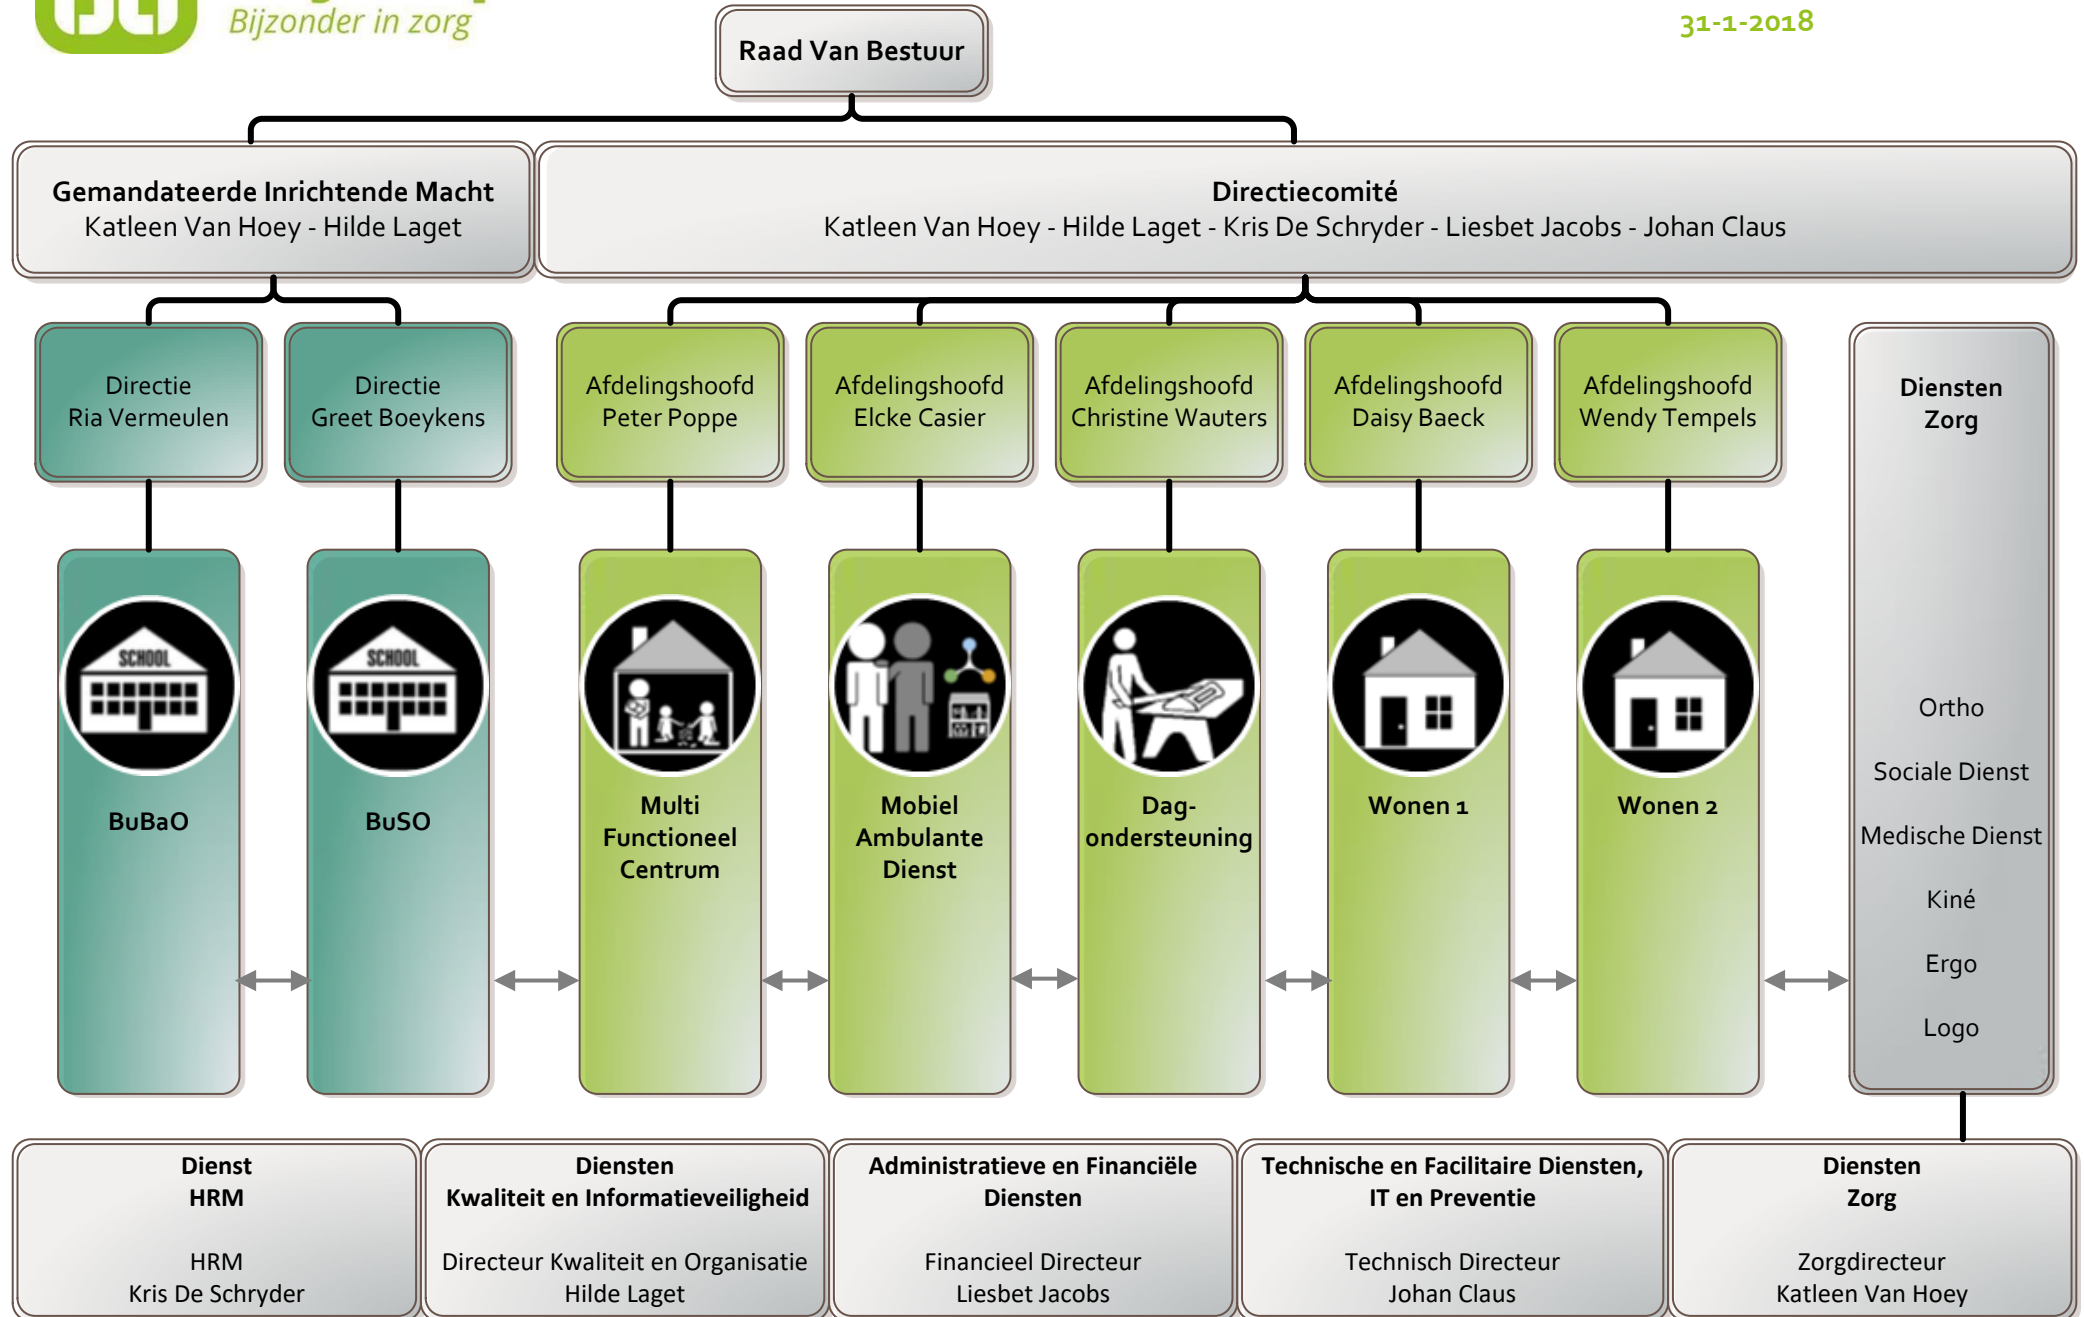 Bijzonder in zorg
31-1-2018
Raad Van Bestuur
Gemandateerde Inrichtende Macht
Katleen Van Hoey - Hilde Laget
Directiecomité
Katleen Van Hoey - Hilde Laget - Kris De Schryder - Liesbet Jacobs - Johan Claus
Directie
Ria Vermeulen
Directie
Greet Boeykens
Afdelingshoofd
Peter Poppe
Afdelingshoofd
Elcke Casier
Afdelingshoofd
Christine Wauters
Afdelingshoofd
Daisy Baeck
Afdelingshoofd
Wendy Tempels
Diensten
Zorg
SCHOOL
BuBaO
SCHOOL
BuSO
Multi
Functioneel
Centrum
Mobiel
Ambulante
Dienst
Dag-
ondersteuning
Wonen 1
Wonen 2
Ortho
Sociale Dienst
Medische Dienst
Kiné
Ergo
Logo
Dienst
HRM
HRM
Kris De Schryder
Diensten
Kwaliteit en Informatieveiligheid
Directeur Kwaliteit en Organisatie
Hilde Laget
Administratieve en Financiële
Diensten
Financieel Directeur
Liesbet Jacobs
Technische en Facilitaire Diensten,
IT en Preventie
Technisch Directeur
Johan Claus
Diensten
Zorg
Zorgdirecteur
Katleen Van Hoey